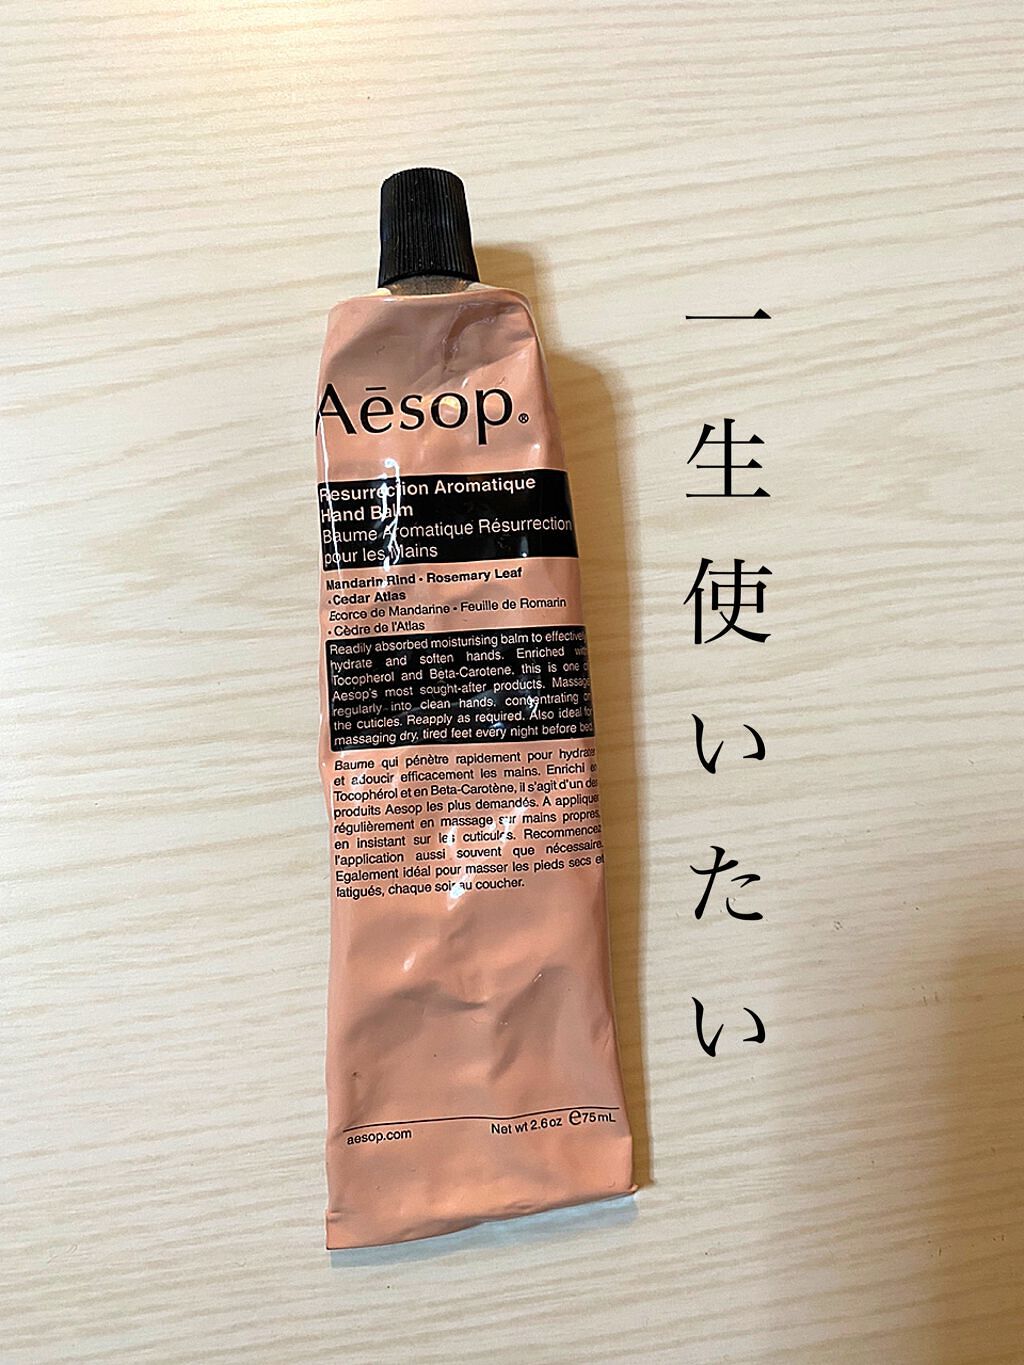 Aēsop®
Resurrection Aromatique
Hand Balm
Baume Aromatique Résurrection
pour les Mains
Mandarin Rind • Rosemary Leaf
• Cedar Atlas
Ecorce de Mandarine • Feuille de Romarin
• Cèdre de l'Atlas
Readily absorbed moisturising balm to effectively
hydrate and soften hands. Enriched with
Tocopherol and Beta-Carotene, this is one of
Aesop's most sought-after products. Massage
regularly into clean hands, concentrating on
the cuticles. Reapply as required. Also ideal for
massaging dry, tired feet every night before bed.
Baume qui pénètre rapidement pour hydrater
et adoucir efficacement les mains. Enrichi en
Tocophérol et en Beta-Carotène, il s'agit d'un des
produits Aesop les plus demandés. A appliquer
régulièrement en massage sur mains propres,
en insistant sur les cuticules. Recommencez
l'application aussi souvent que nécessaire.
Egalement idéal pour masser les pieds secs et
fatigués, chaque soir au coucher.
aesop.com
Net wt 2.6 oz ℮75 mL
一生使いたい